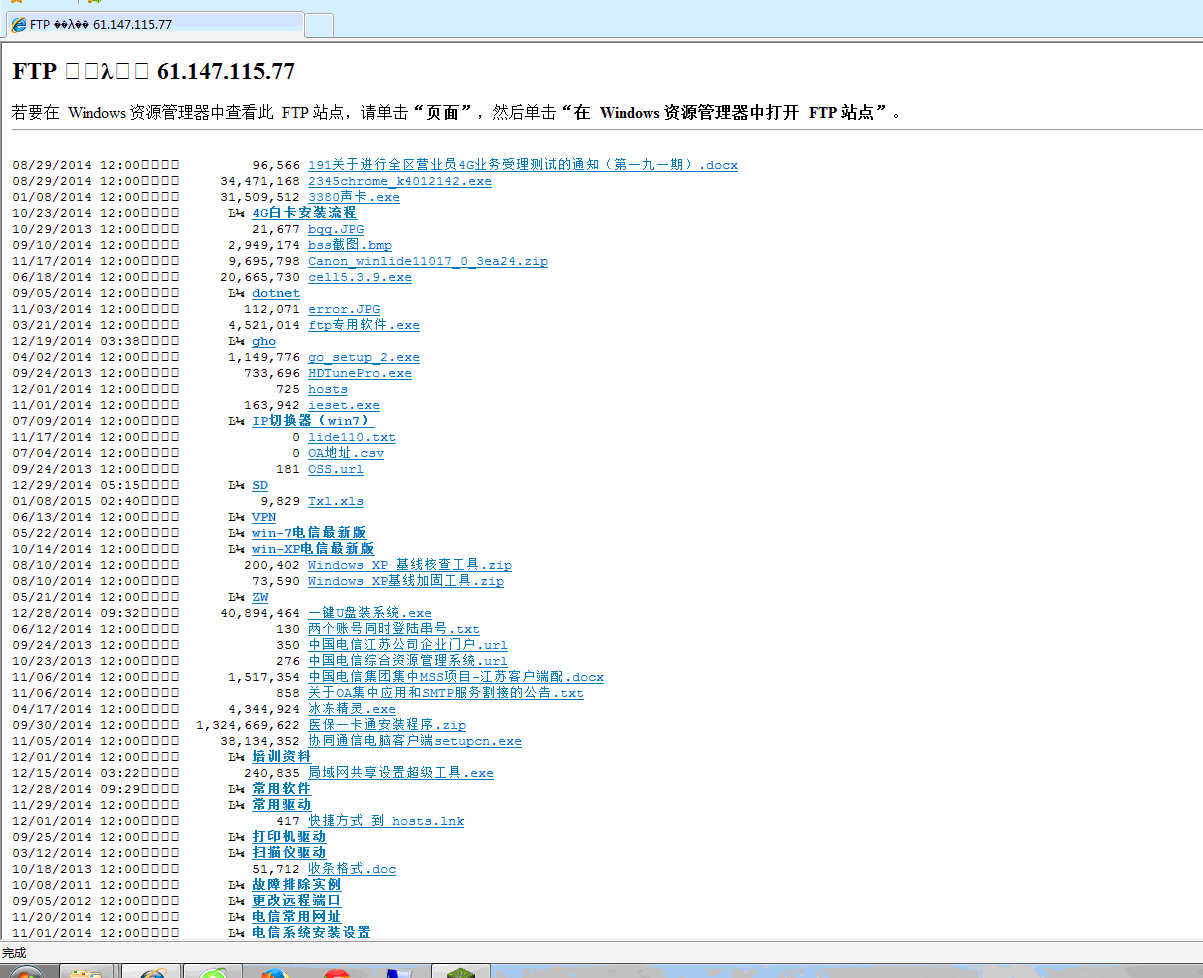 FTP ��λ�� 61.147.115.77
FTP □□λ□□ 61.147.115.77
若要在 Windows 资源管理器中查看此 FTP 站点，请单击“页面”，然后单击“在 Windows 资源管理器中打开 FTP 站点”。
08/29/2014 12:00□□□□ 96,566 191关于进行全区营业员4G业务受理测试的通知（第一九一期）.docx
08/29/2014 12:00□□□□ 34,471,168 2345chrome_k4012142.exe
01/08/2014 12:00□□□□ 31,509,512 3380声卡.exe
10/23/2014 12:00□□□□ Ŀ¼ 4G白卡安装流程
10/29/2013 12:00□□□□ 21,677 bqq.JPG
09/10/2014 12:00□□□□ 2,949,174 bss截图.bmp
11/17/2014 12:00□□□□ 9,695,798 Canon_winlide11017_0_3ea24.zip
06/18/2014 12:00□□□□ 20,665,730 cell5.3.9.exe
09/05/2014 12:00□□□□ Ŀ¼ dotnet
11/03/2014 12:00□□□□ 112,071 error.JPG
03/21/2014 12:00□□□□ 4,521,014 ftp专用软件.exe
12/19/2014 03:38□□□□ Ŀ¼ gho
04/02/2014 12:00□□□□ 1,149,776 go_setup_2.exe
09/24/2013 12:00□□□□ 733,696 HDTunePro.exe
12/01/2014 12:00□□□□ 725 hosts
11/01/2014 12:00□□□□ 163,942 ieset.exe
07/09/2014 12:00□□□□ Ŀ¼ IP切换器（win7）
11/17/2014 12:00□□□□ 0 lide110.txt
07/04/2014 12:00□□□□ 0 OA地址.csv
09/24/2013 12:00□□□□ 181 OSS.url
12/29/2014 05:15□□□□ Ŀ¼ SD
01/08/2015 02:40□□□□ 9,829 Txl.xls
06/13/2014 12:00□□□□ Ŀ¼ VPN
05/22/2014 12:00□□□□ Ŀ¼ win-7电信最新版
10/14/2014 12:00□□□□ Ŀ¼ win-XP电信最新版
08/10/2014 12:00□□□□ 200,402 Windows XP 基线核查工具.zip
08/10/2014 12:00□□□□ 73,590 Windows XP基线加固工具.zip
05/21/2014 12:00□□□□ Ŀ¼ ZW
12/28/2014 09:32□□□□ 40,894,464 一键U盘装系统.exe
06/12/2014 12:00□□□□ 130 两个账号同时登陆串号.txt
09/24/2013 12:00□□□□ 350 中国电信江苏公司企业门户.url
10/23/2013 12:00□□□□ 276 中国电信综合资源管理系统.url
11/06/2014 12:00□□□□ 1,517,354 中国电信集团集中MSS项目-江苏客户端配.docx
11/06/2014 12:00□□□□ 858 关于OA集中应用和SMTP服务割接的公告.txt
04/17/2014 12:00□□□□ 4,344,924 冰冻精灵.exe
09/30/2014 12:00□□□□ 1,324,669,622 医保一卡通安装程序.zip
11/05/2014 12:00□□□□ 38,134,352 协同通信电脑客户端setupcn.exe
12/01/2014 12:00□□□□ Ŀ¼ 培训资料
12/15/2014 03:22□□□□ 240,835 局域网共享设置超级工具.exe
12/28/2014 09:29□□□□ Ŀ¼ 常用软件
11/29/2014 12:00□□□□ Ŀ¼ 常用驱动
12/01/2014 12:00□□□□ 417 快捷方式 到 hosts.lnk
09/25/2014 12:00□□□□ Ŀ¼ 打印机驱动
03/12/2014 12:00□□□□ Ŀ¼ 扫描仪驱动
10/18/2013 12:00□□□□ 51,712 收条格式.doc
10/08/2011 12:00□□□□ Ŀ¼ 故障排除实例
09/05/2012 12:00□□□□ Ŀ¼ 更改远程端口
11/20/2014 12:00□□□□ Ŀ¼ 电信常用网址
11/01/2014 12:00□□□□ Ŀ¼ 电信系统安装设置
完成